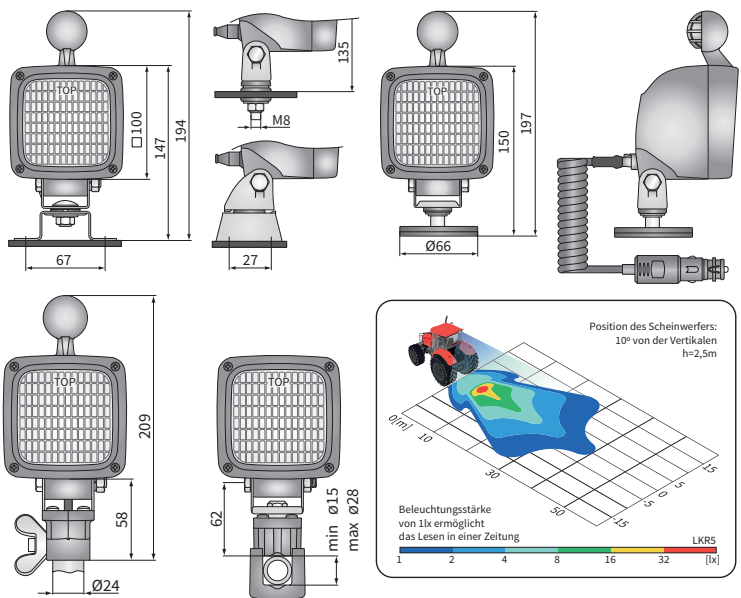 TOP
□100
147
194
67
135
M8
27
TOP
150
197
Ø66
TOP
209
58
Ø24
TOP
62
min ø15
max ø28
Position des Scheinwerfers:
10º von der Vertikalen
h=2,5m
0[m]
10
30
50
15
5
0
-5
-15
Beleuchtungsstärke
von 1lx ermöglicht
das Lesen in einer Zeitung
LKR5
1 2 4 8 16 32 [lx]